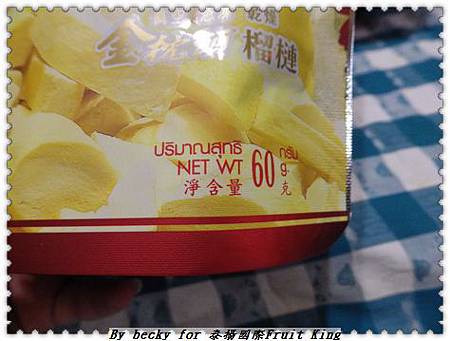 金枕頭榴槤
ปริมาณสุทธิ
NET WT 60 กรัม g.
淨含量 克
By becky for 泰揚國際Fruit King